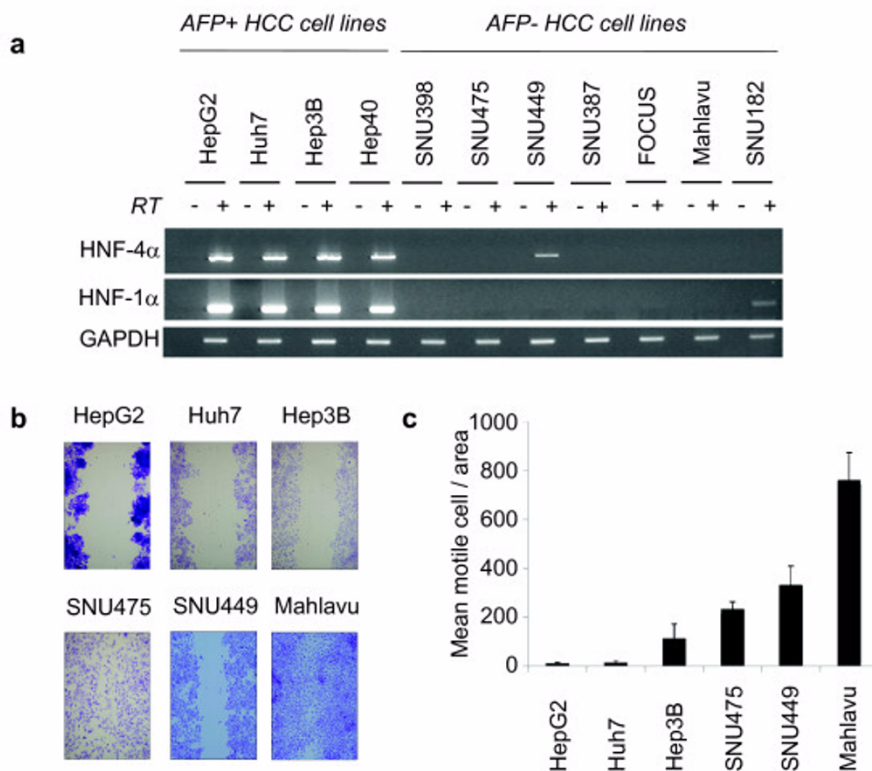 AFP+ HCC cell lines AFP- HCC cell lines
a
HepG2 Huh7 Hep3B Hep40 SNU398 SNU475 SNU449 SNU387 FOCUS Mahlavu SNU182
RT - + - + - + - + - + - + - + - + - + - + - +
HNF-4α
HNF-1α
GAPDH
b
HepG2 Huh7 Hep3B
SNU475 SNU449 Mahlavu
c
Mean motile cell / area
1000
800
600
400
200
0
HepG2 Huh7 Hep3B SNU475 SNU449 Mahlavu